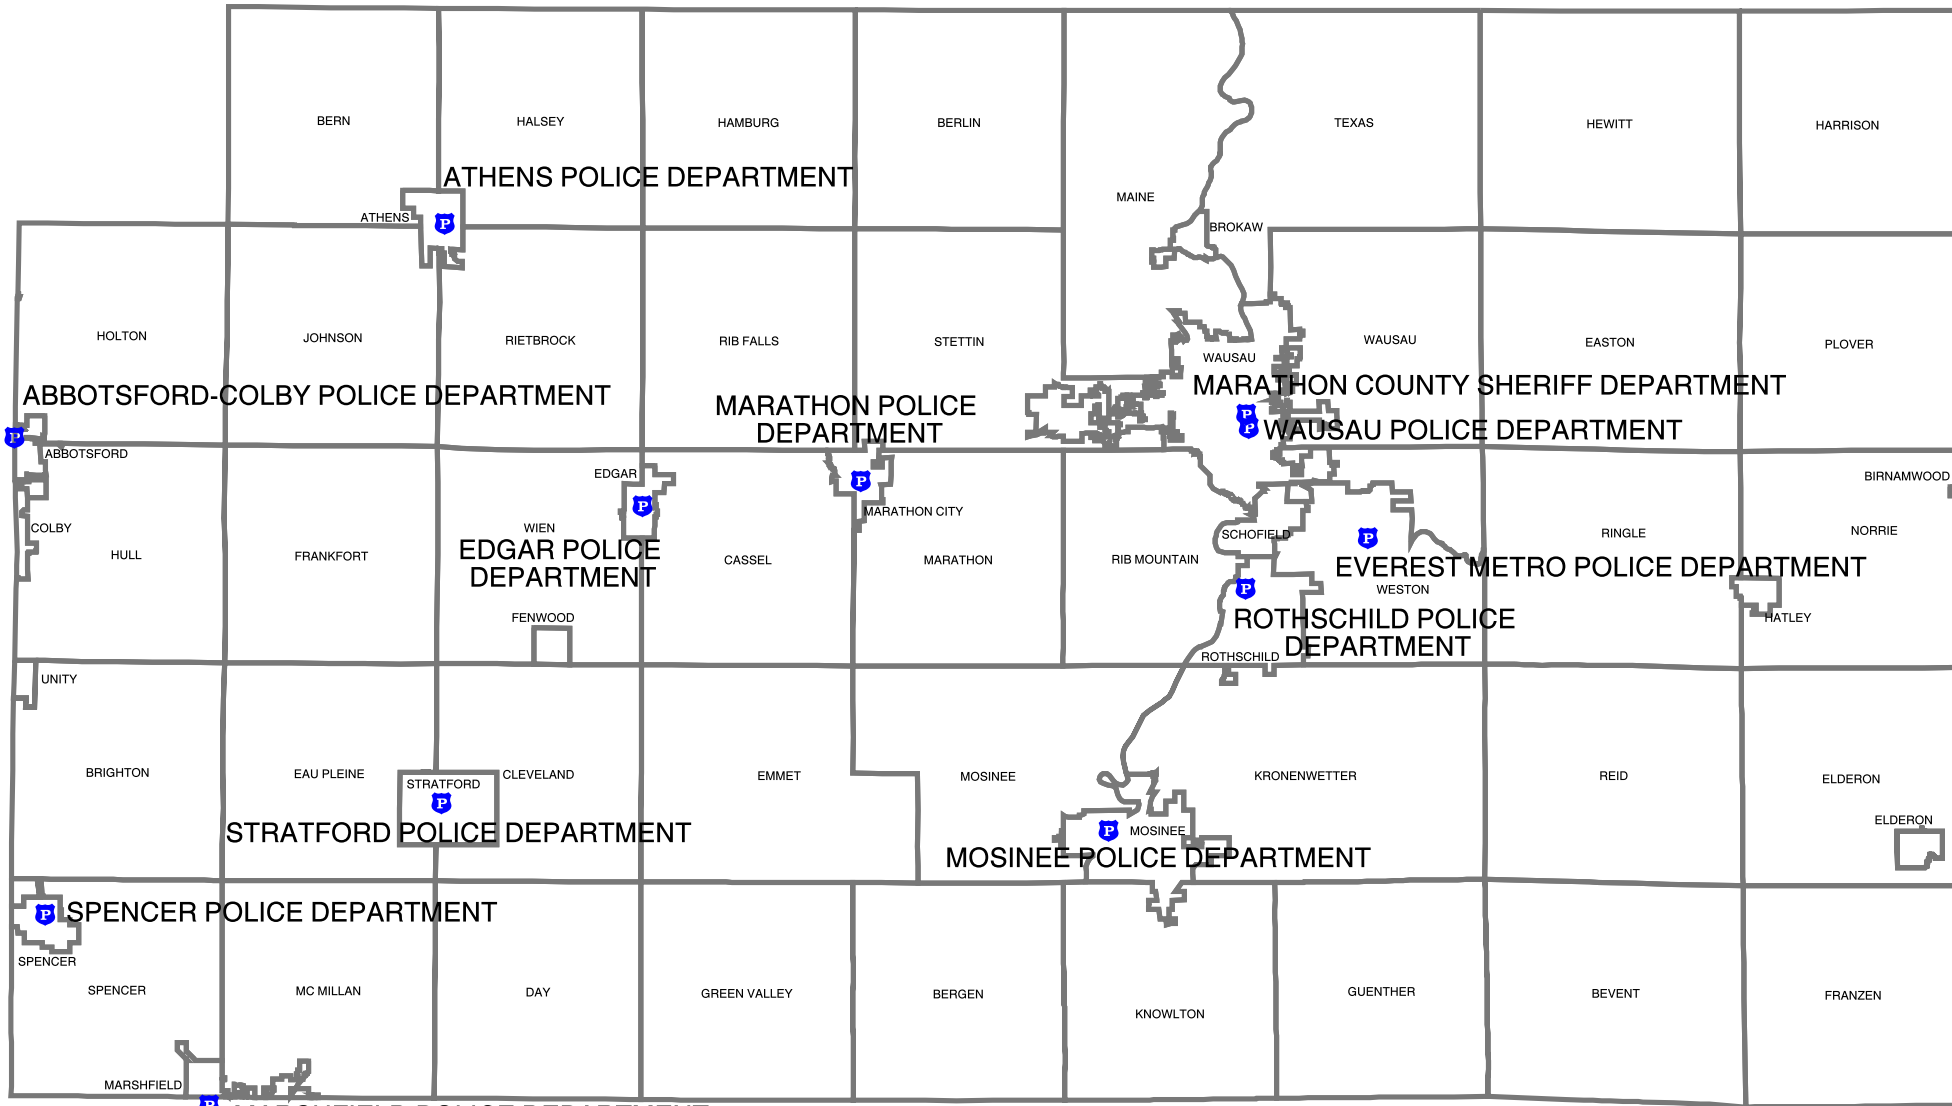 BERN
HALSEY
HAMBURG
BERLIN
TEXAS
HEWITT
HARRISON
ATHENS POLICE DEPARTMENT
MAINE
ATHENS
P
BROKAW
HOLTON
JOHNSON
RIETBROCK
RIB FALLS
STETTIN
WAUSAU
WAUSAU
EASTON
PLOVER
ABBOTSFORD-COLBY POLICE DEPARTMENT
MARATHON POLICE
DEPARTMENT
MARATHON COUNTY SHERIFF DEPARTMENT
P
P
WAUSAU POLICE DEPARTMENT
P
ABBOTSFORD
EDGAR
P
P
MARATHON CITY
BIRNAMWOOD
COLBY
HULL
FRANKFORT
WIEN
EDGAR POLICE
DEPARTMENT
CASSEL
MARATHON
RIB MOUNTAIN
SCHOFIELD
P
RINGLE
NORRIE
EVEREST METRO POLICE DEPARTMENT
WESTON
P
ROTHSCHILD POLICE
DEPARTMENT
HATLEY
FENWOOD
ROTHSCHILD
UNITY
BRIGHTON
EAU PLEINE
STRATFORD
P
CLEVELAND
EMMET
MOSINEE
KRONENWETTER
REID
ELDERON
ELDERON
STRATFORD POLICE DEPARTMENT
P
MOSINEE
MOSINEE POLICE DEPARTMENT
P
SPENCER POLICE DEPARTMENT
SPENCER
SPENCER
MC MILLAN
DAY
GREEN VALLEY
BERGEN
KNOWLTON
GUENTHER
BEVENT
FRANZEN
MARSHFIELD
P
MARSHFIELD POLICE DEPARTMENT